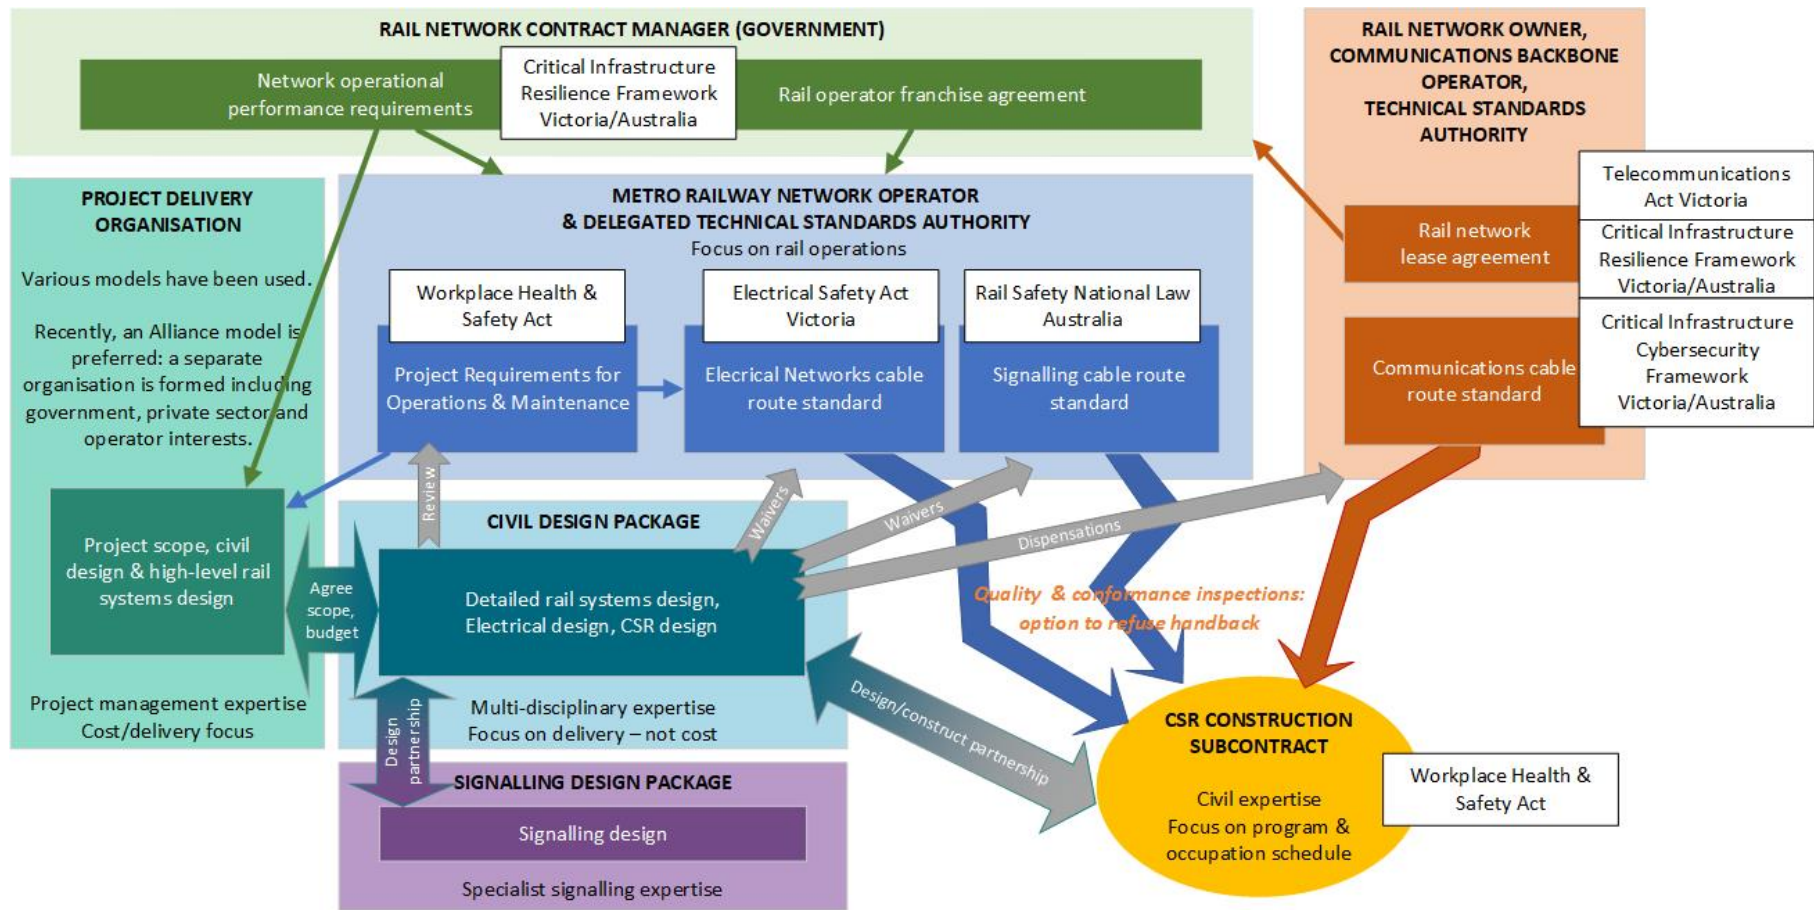 RAIL NETWORK CONTRACT MANAGER (GOVERNMENT)
Network operational
performance requirements
Critical Infrastructure
Resilience Framework
Victoria/Australia
Rail operator franchise agreement
RAIL NETWORK OWNER,
COMMUNICATIONS BACKBONE
OPERATOR,
TECHNICAL STANDARDS
AUTHORITY
Telecommunications
Act Victoria
Rail network
lease agreement
Critical Infrastructure
Resilience Framework
Victoria/Australia
Critical Infrastructure
Cybersecurity
Framework
Victoria/Australia
Communications cable
route standard
PROJECT DELIVERY
ORGANISATION
Various models have been used.
Recently, an Alliance model is
preferred: a separate
organisation is formed including
government, private sector and
operator interests.
Project scope, civil
design & high-level rail
systems design
Project management expertise
Cost/delivery focus
METRO RAILWAY NETWORK OPERATOR
& DELEGATED TECHNICAL STANDARDS AUTHORITY
Focus on rail operations
Workplace Health &
Safety Act
Project Requirements for
Operations & Maintenance
Electrical Safety Act
Victoria
Elecrical Networks cable
route standard
Rail Safety National Law
Australia
Signalling cable route
standard
Review
Waivers
Waivers
Dispensations
Agree
scope,
budget
CIVIL DESIGN PACKAGE
Detailed rail systems design,
Electrical design, CSR design
Multi-disciplinary expertise
Focus on delivery – not cost
Design
partnership
SIGNALLING DESIGN PACKAGE
Signalling design
Specialist signalling expertise
Quality & conformance inspections:
option to refuse handback
Design/construct partnership
CSR CONSTRUCTION
SUBCONTRACT
Civil expertise
Focus on program &
occupation schedule
Workplace Health &
Safety Act